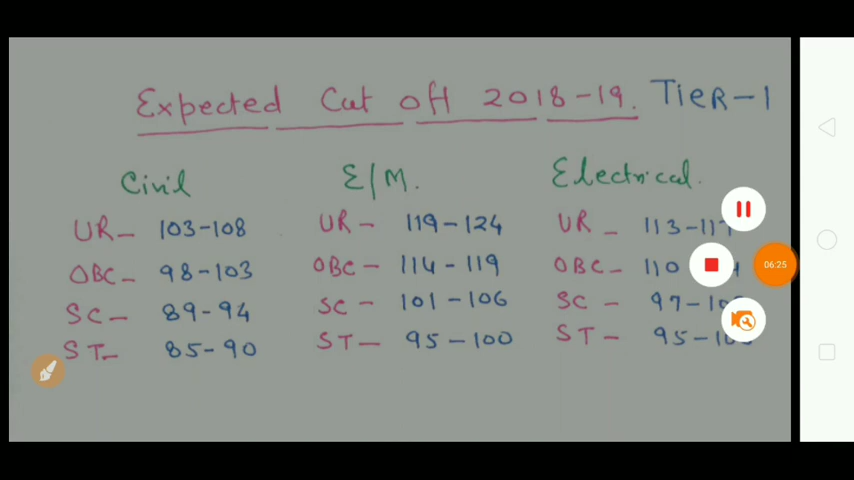 Expected Cut off 2018-19. TIER-1
Civil E/M. Electrical.
UR- 103-108 UR- 119-124 UR-
OBC- 98-103 OBC- 114-119 OBC- 110
SC- 89-94 SC- 101-106 SC-
ST- 85-90 ST- 95-100 ST-
06:25